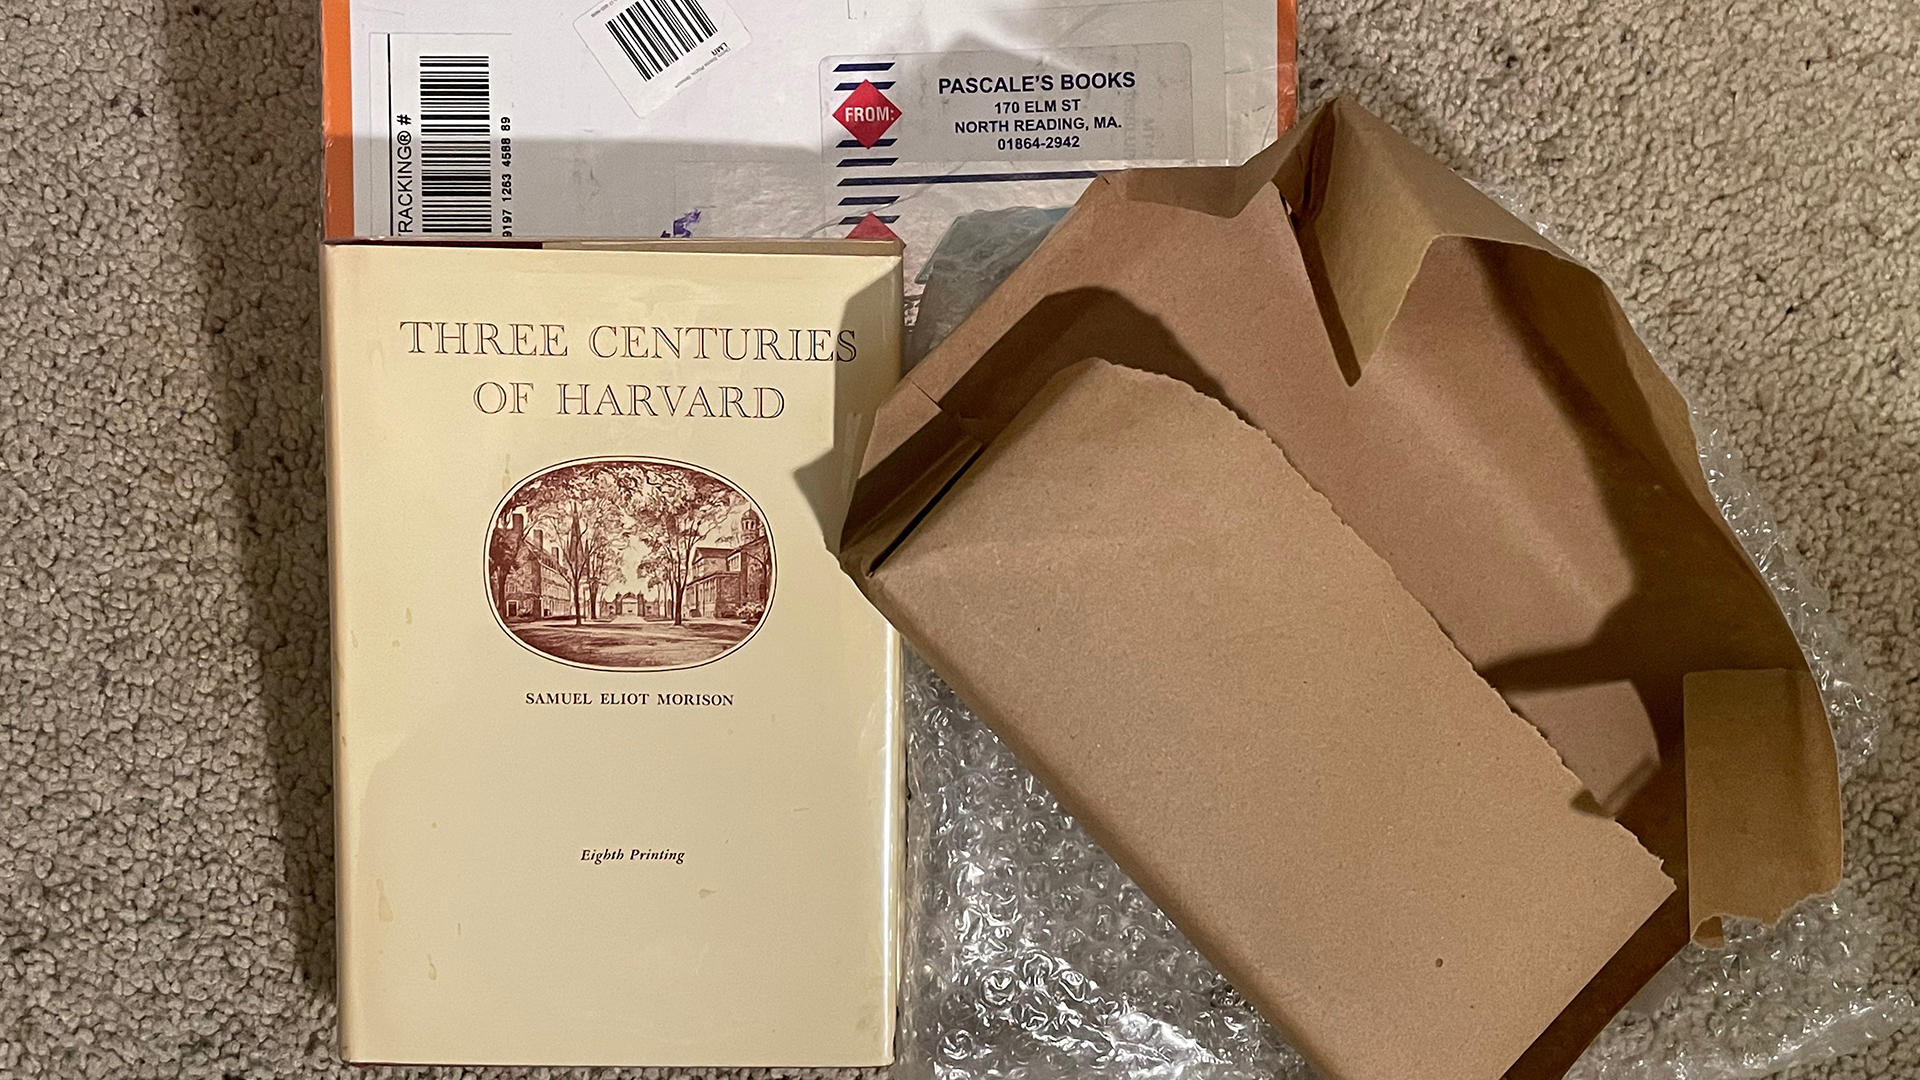 RACKING® #
9197 1263 4588 89
LMN
FROM:
PASCALE'S BOOKS
170 ELM ST
NORTH READING, MA.
01864-2942
THREE CENTURIES
OF HARVARD
SAMUEL ELIOT MORISON
Eighth Printing